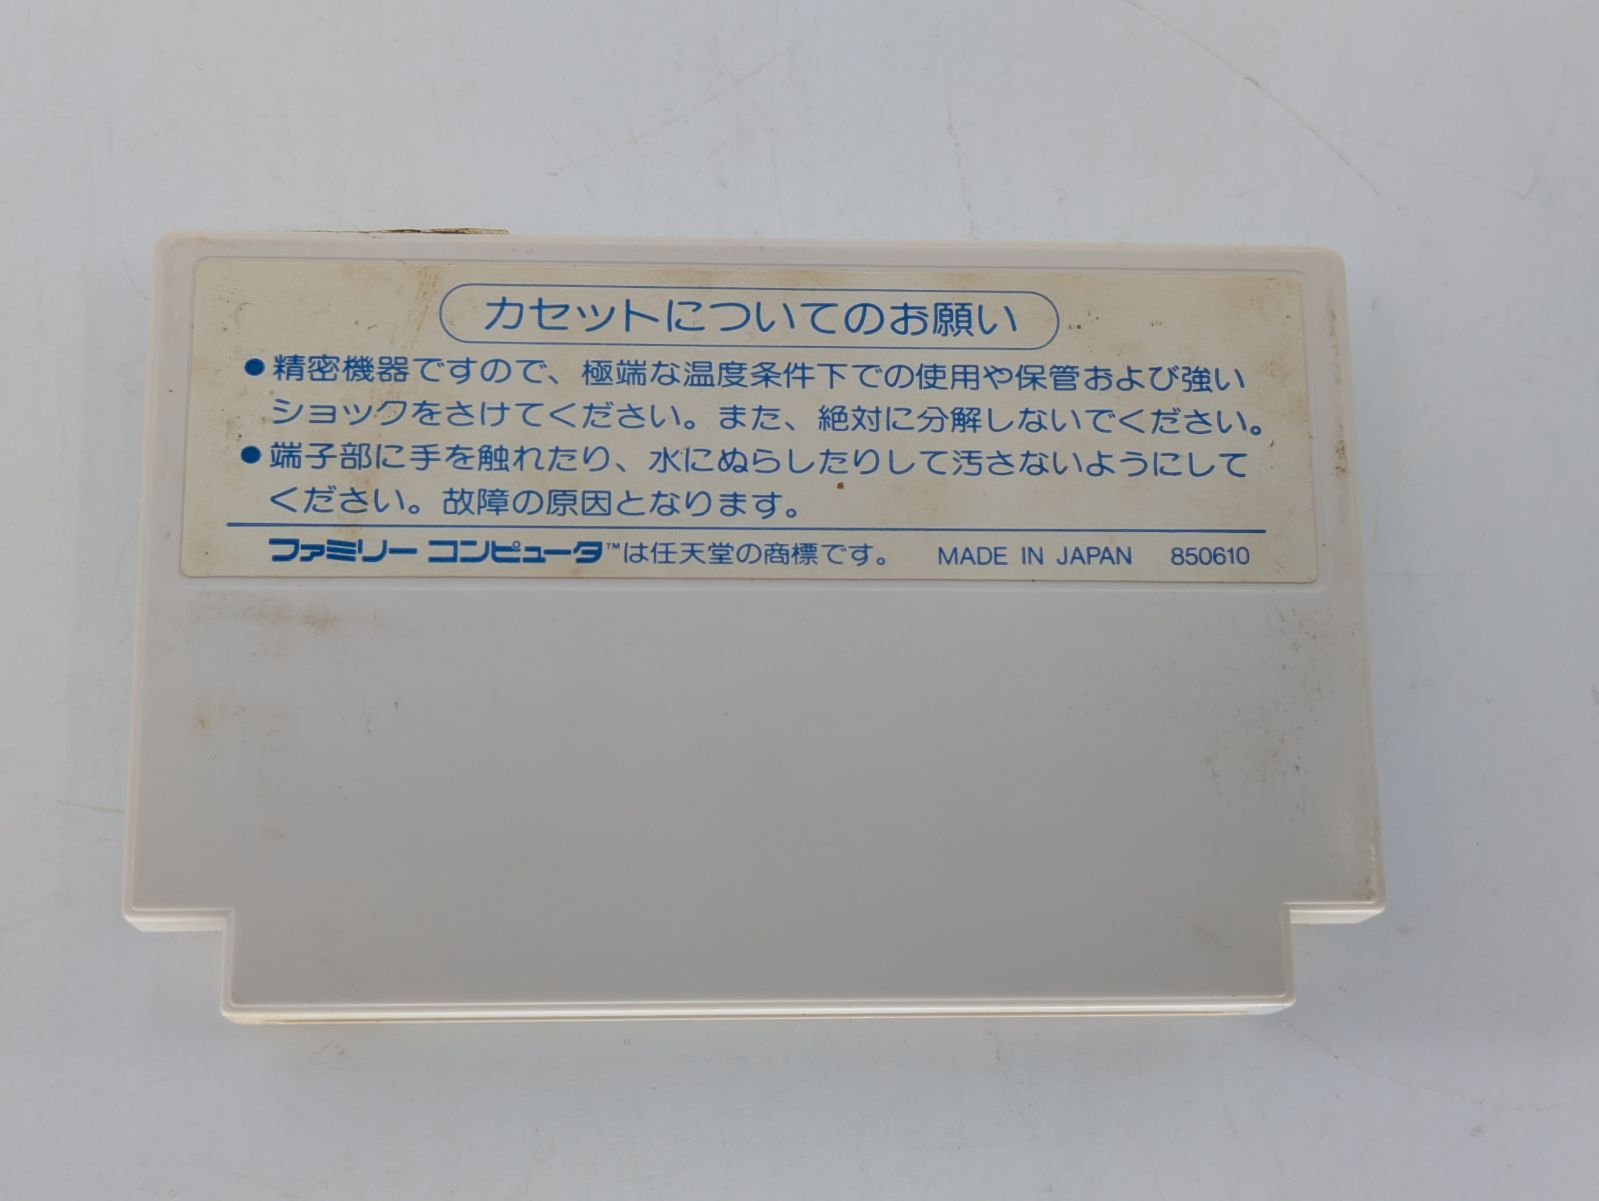 カセットについてのお願い
●精密機器ですので、極端な温度条件下での使用や保管および強い
ショックをさけてください。また、絶対に分解しないでください。
●端子部に手を触れたり、水にぬらしたりして汚さないようにして
ください。故障の原因となります。
ファミリーコンピュータ™は任天堂の商標です。 MADE IN JAPAN 850610